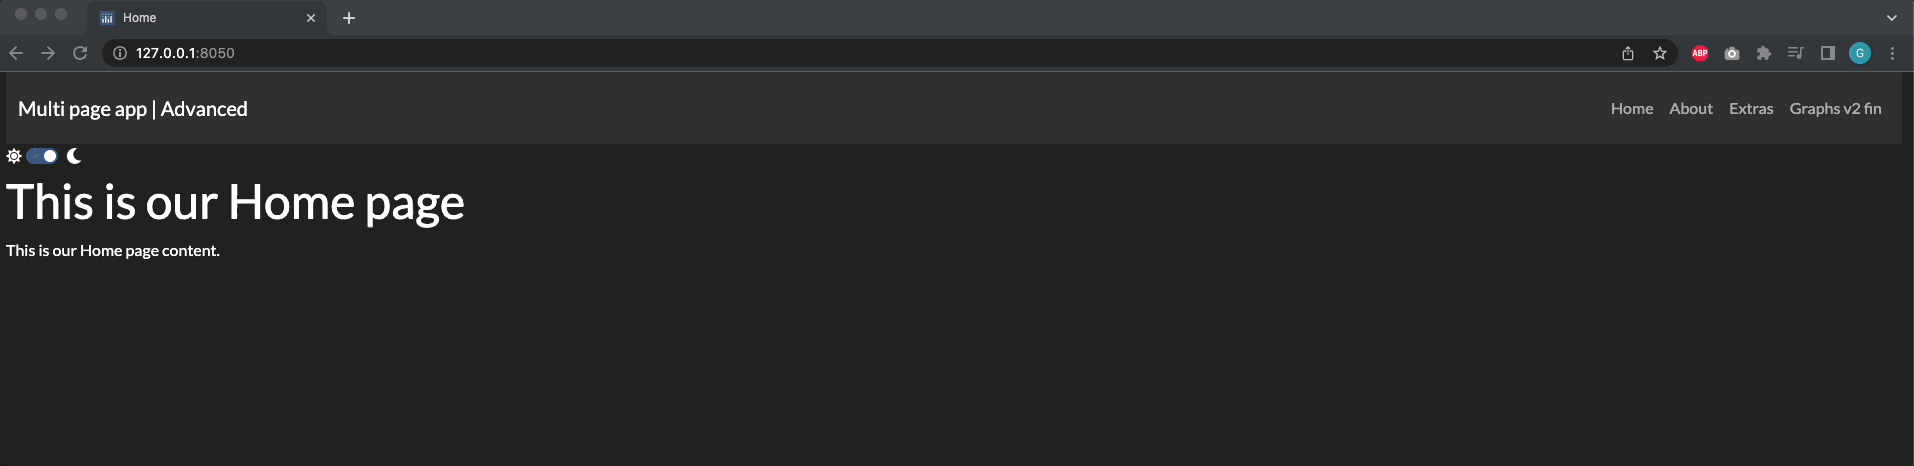 Home
127.0.0.1:8050
ABP
G
Multi page app | Advanced
Home About Extras Graphs v2 fin
This is our Home page
This is our Home page content.